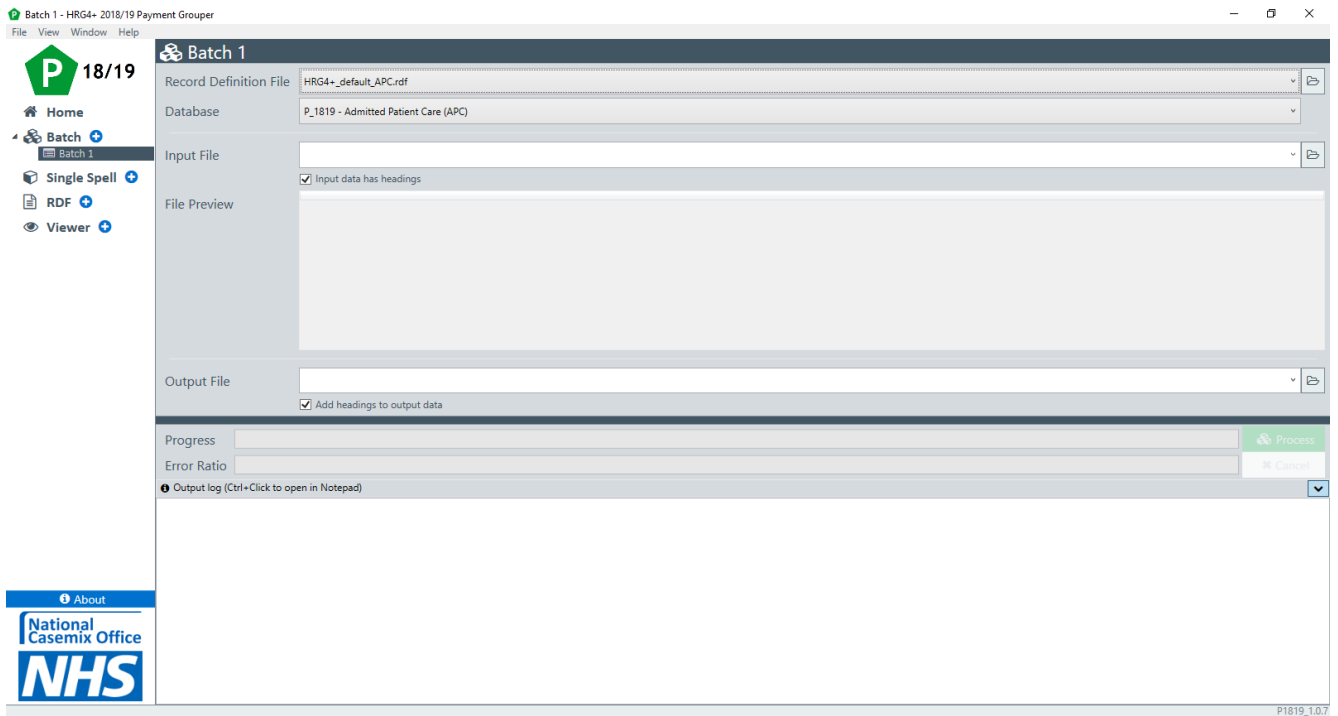 Batch 1 - HRG4+ 2018/19 Payment Grouper
File View Window Help
P 18/19
Home
Batch
Batch 1
Single Spell
RDF
Viewer
Batch 1
Record Definition File HRG4+_default_APC.rdf
Database P_1819 - Admitted Patient Care (APC)
Input File
Input data has headings
File Preview
Output File
Add headings to output data
Progress
Process
Error Ratio
Cancel
Output log (Ctrl+Click to open in Notepad)
About
National
Casemix Office
NHS
P1819_1.0.7